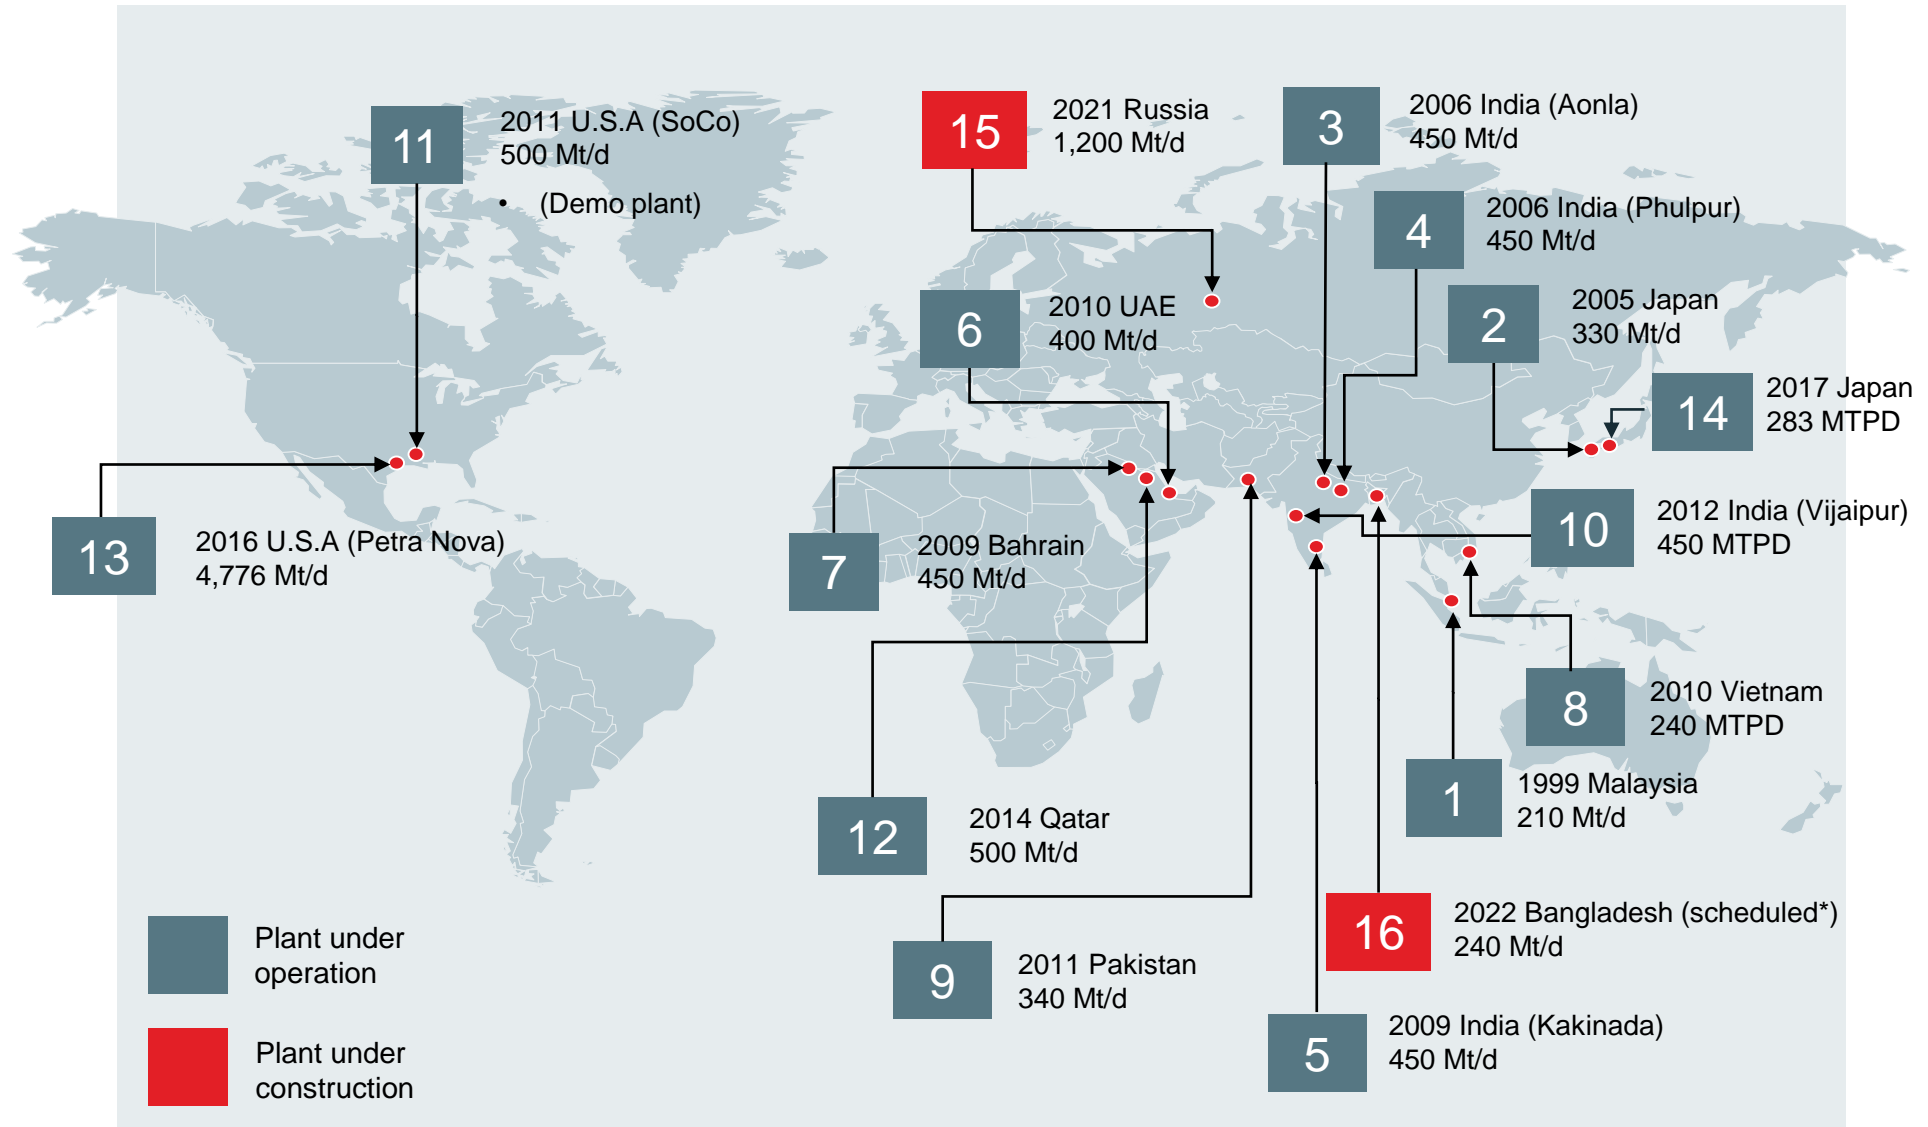 11
2011 U.S.A (SoCo)
500 Mt/d
• (Demo plant)
15
2021 Russia
1,200 Mt/d
3
2006 India (Aonla)
450 Mt/d
4
2006 India (Phulpur)
450 Mt/d
6
2010 UAE
400 Mt/d
2
2005 Japan
330 Mt/d
14
2017 Japan
283 MTPD
13
2016 U.S.A (Petra Nova)
4,776 Mt/d
7
2009 Bahrain
450 Mt/d
10
2012 India (Vijaipur)
450 MTPD
8
2010 Vietnam
240 MTPD
1
1999 Malaysia
210 Mt/d
12
2014 Qatar
500 Mt/d
16
2022 Bangladesh (scheduled*)
240 Mt/d
9
2011 Pakistan
340 Mt/d
5
2009 India (Kakinada)
450 Mt/d
Plant under
operation
Plant under
construction